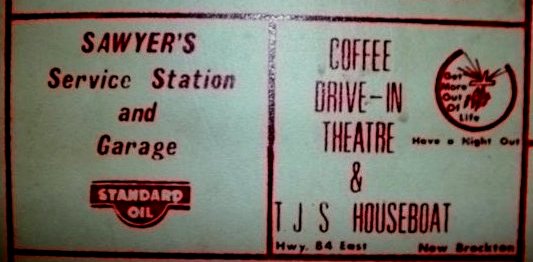 SAWYER'S
Service Station
and
Garage
STANDARD
OIL
COFFEE
DRIVE-IN
THEATRE
&
T J S HOUSEBOAT
Get
More
Out
Of
Life
Have a Night Out
Hwy. 84 East New Brockton